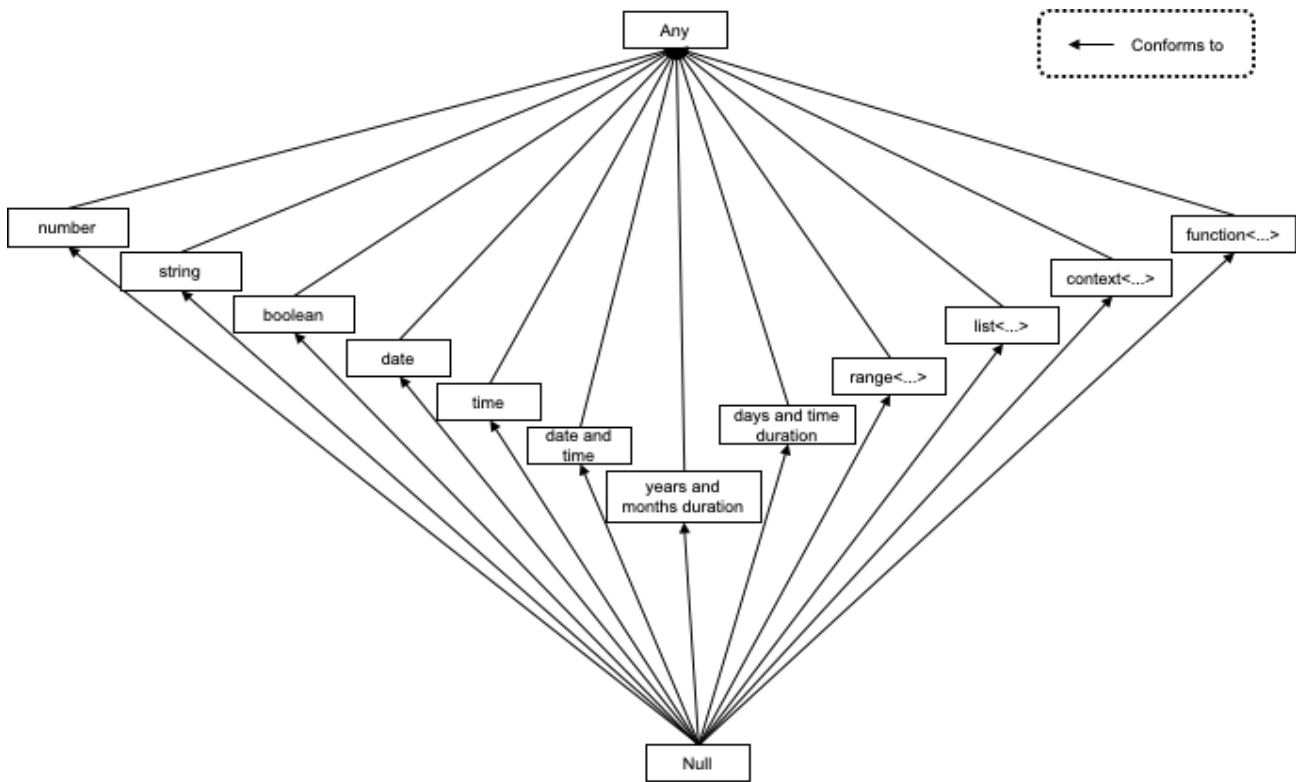 Any
Conforms to
number
string
boolean
date
time
date and
time
years and
months duration
days and time
duration
range<...>
list<...>
context<...>
function<...>
Null